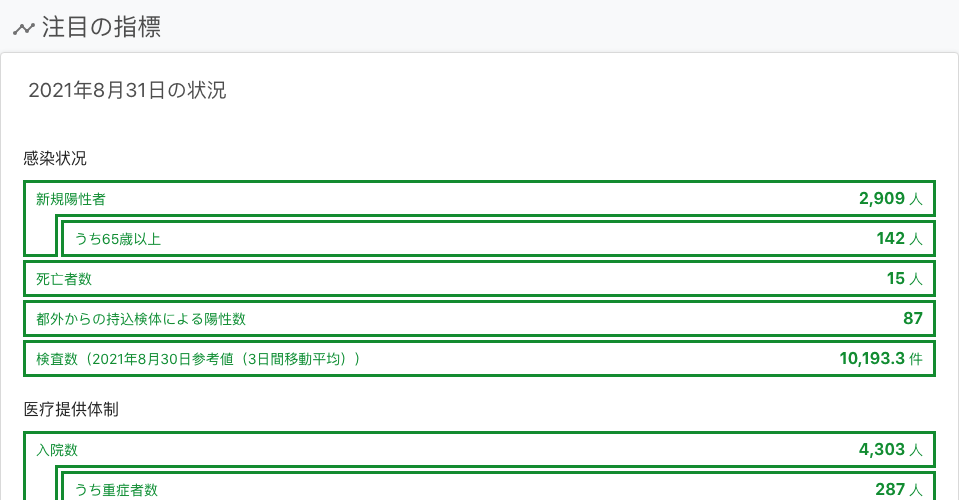 注目の指標
2021年8月31日の状況
感染状況
新規陽性者 2,909 人
うち65歳以上 142 人
死亡者数 15 人
都外からの持込検体による陽性数 87
検査数（2021年8月30日参考値（3日間移動平均）） 10,193.3 件
医疗提供体制
入院数 4,303 人
うち重症者数 287 人